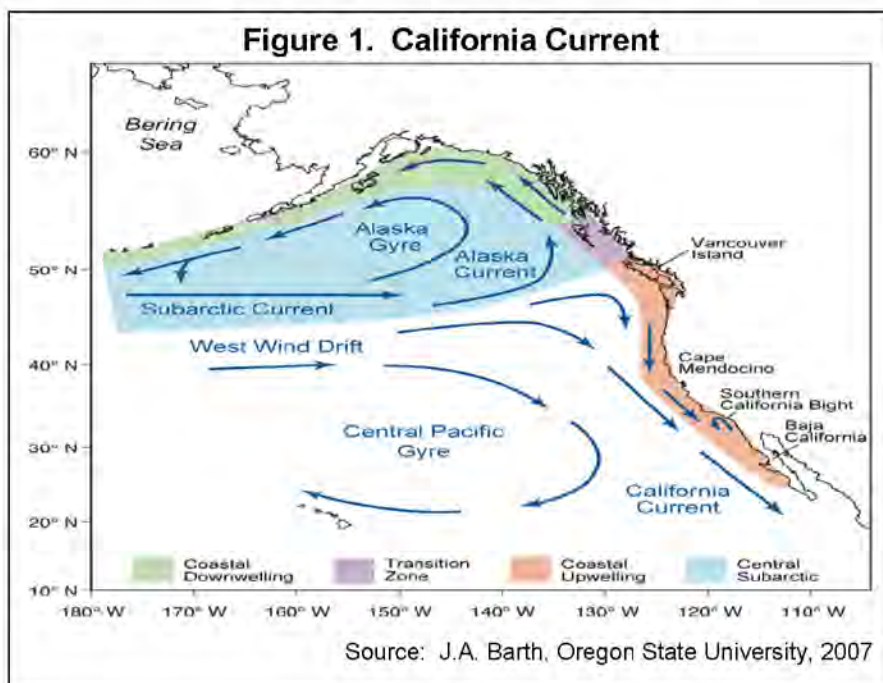 Figure 1. California Current
Bering
Sea
60° N
50° N
40° N
30° N
20° N
10° N
Alaska
Gyre
Alaska
Current
Subarctic Current
West Wind Drift
Central Pacific
Gyre
California
Current
Vancouver
Island
Cape
Mendocino
Southern
California Bight
Baja
California
Coastal
Downwelling
Transition
Zone
Coastal
Upwelling
Central
Subarctic
180° W
170° W
160° W
150° W
140° W
130° W
120° W
110° W
Source: J.A. Barth, Oregon State University, 2007